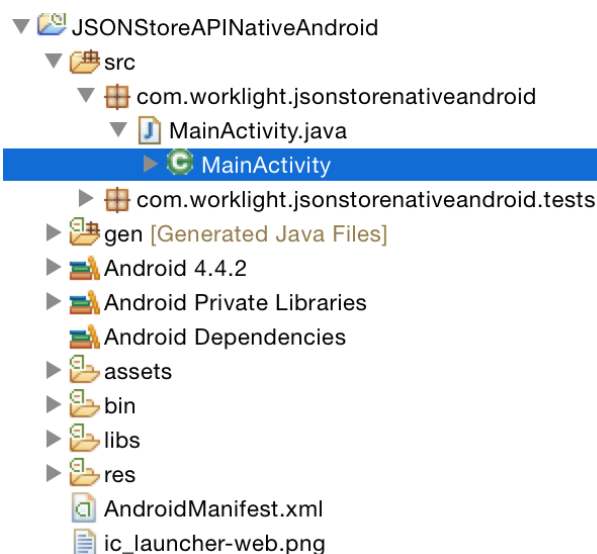 JSONStoreAPINativeAndroid
src
com.worklight.jsonstorenativeandroid
J MainActivity.java
C MainActivity
com.worklight.jsonstorenativeandroid.tests
gen [Generated Java Files]
Android 4.4.2
Android Private Libraries
Android Dependencies
assets
bin
libs
res
AndroidManifest.xml
ic_launcher-web.png